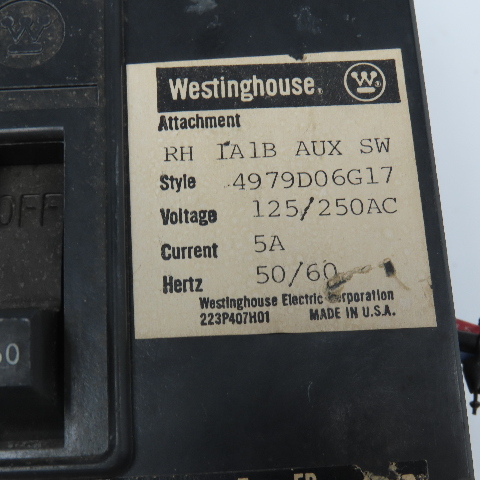 Westinghouse
Attachment
RH 1A1B AUX SW
Style 4979D06G17
Voltage 125/250AC
Current 5A
Hertz 50/60
Westinghouse Electric Corporation
223P407H01 MADE IN U.S.A.
OFF